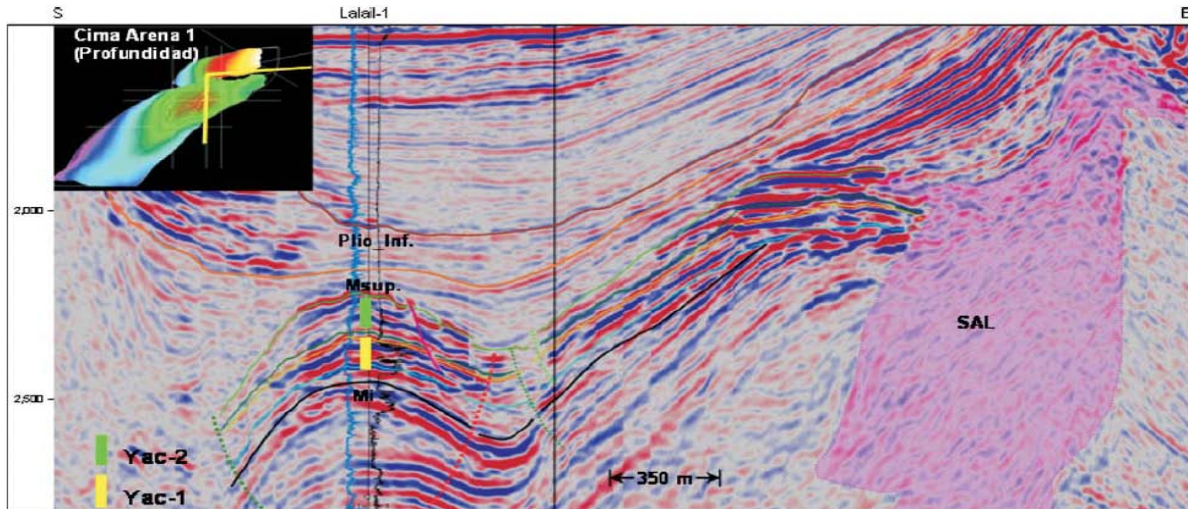 S Lalail-1 E
Cima Arena 1
(Profundidad)
2,000
Plio_Inf.
Msup.
SAL
Mi
2,500
Yac-2
350 m
Yac-1